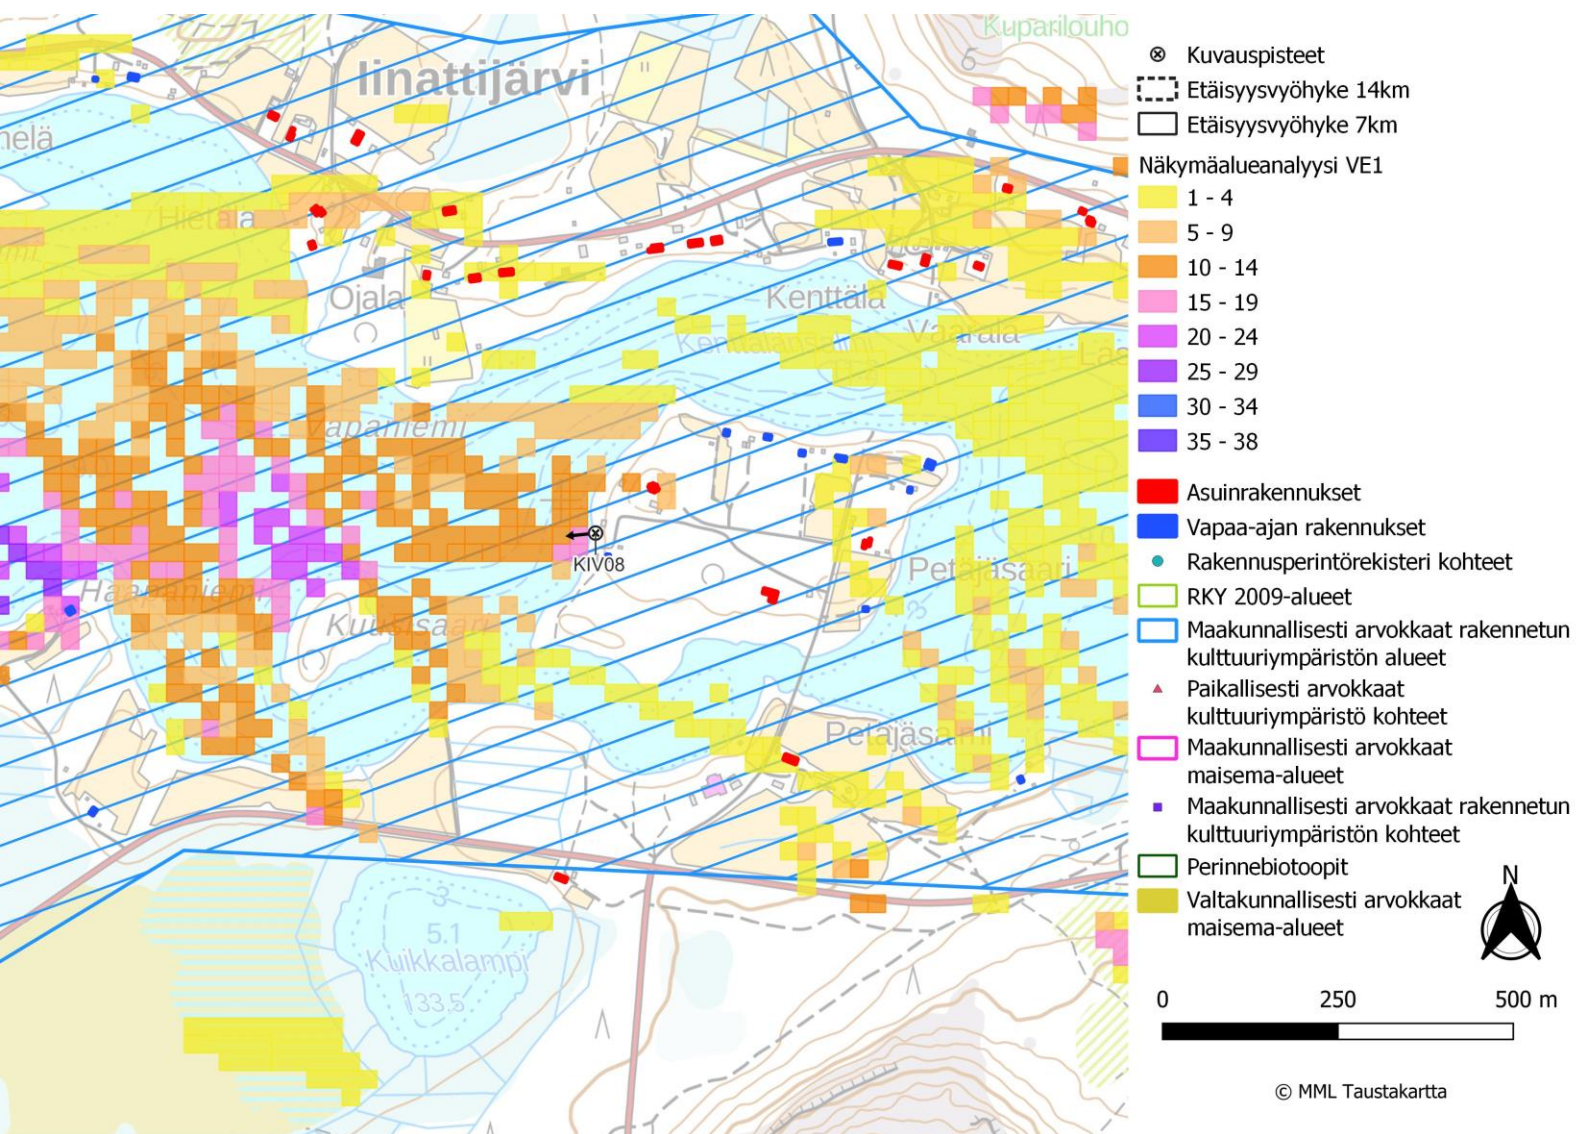 Kuparilouho
Iinattijärvi
melä
Hietala
Ojala
Kenttälä
Kenttälänsalmi
Vaarala
Vapaniemi
KIV08
Petäjäsaari
Haapaniemi
Kuusisaari
Petäjäsalmi
3
5.1
Kuikkalampi
133,5
Kuvauspisteet
Etäisyysvyöhyke 14km
Etäisyysvyöhyke 7km
Näkymäalueanalyysi VE1
1 - 4
5 - 9
10 - 14
15 - 19
20 - 24
25 - 29
30 - 34
35 - 38
Asuinrakennukset
Vapaa-ajan rakennukset
Rakennusperintörekisteri kohteet
RKY 2009-alueet
Maakunnallisesti arvokkaat rakennetun
kulttuuriympäristön alueet
Paikallisesti arvokkaat
kulttuuriympäristö kohteet
Maakunnallisesti arvokkaat
maisema-alueet
Maakunnallisesti arvokkaat rakennetun
kulttuuriympäristön kohteet
Perinnebiotoopit
Valtakunnallisesti arvokkaat
maisema-alueet
N
0 250 500 m
© MML Taustakartta